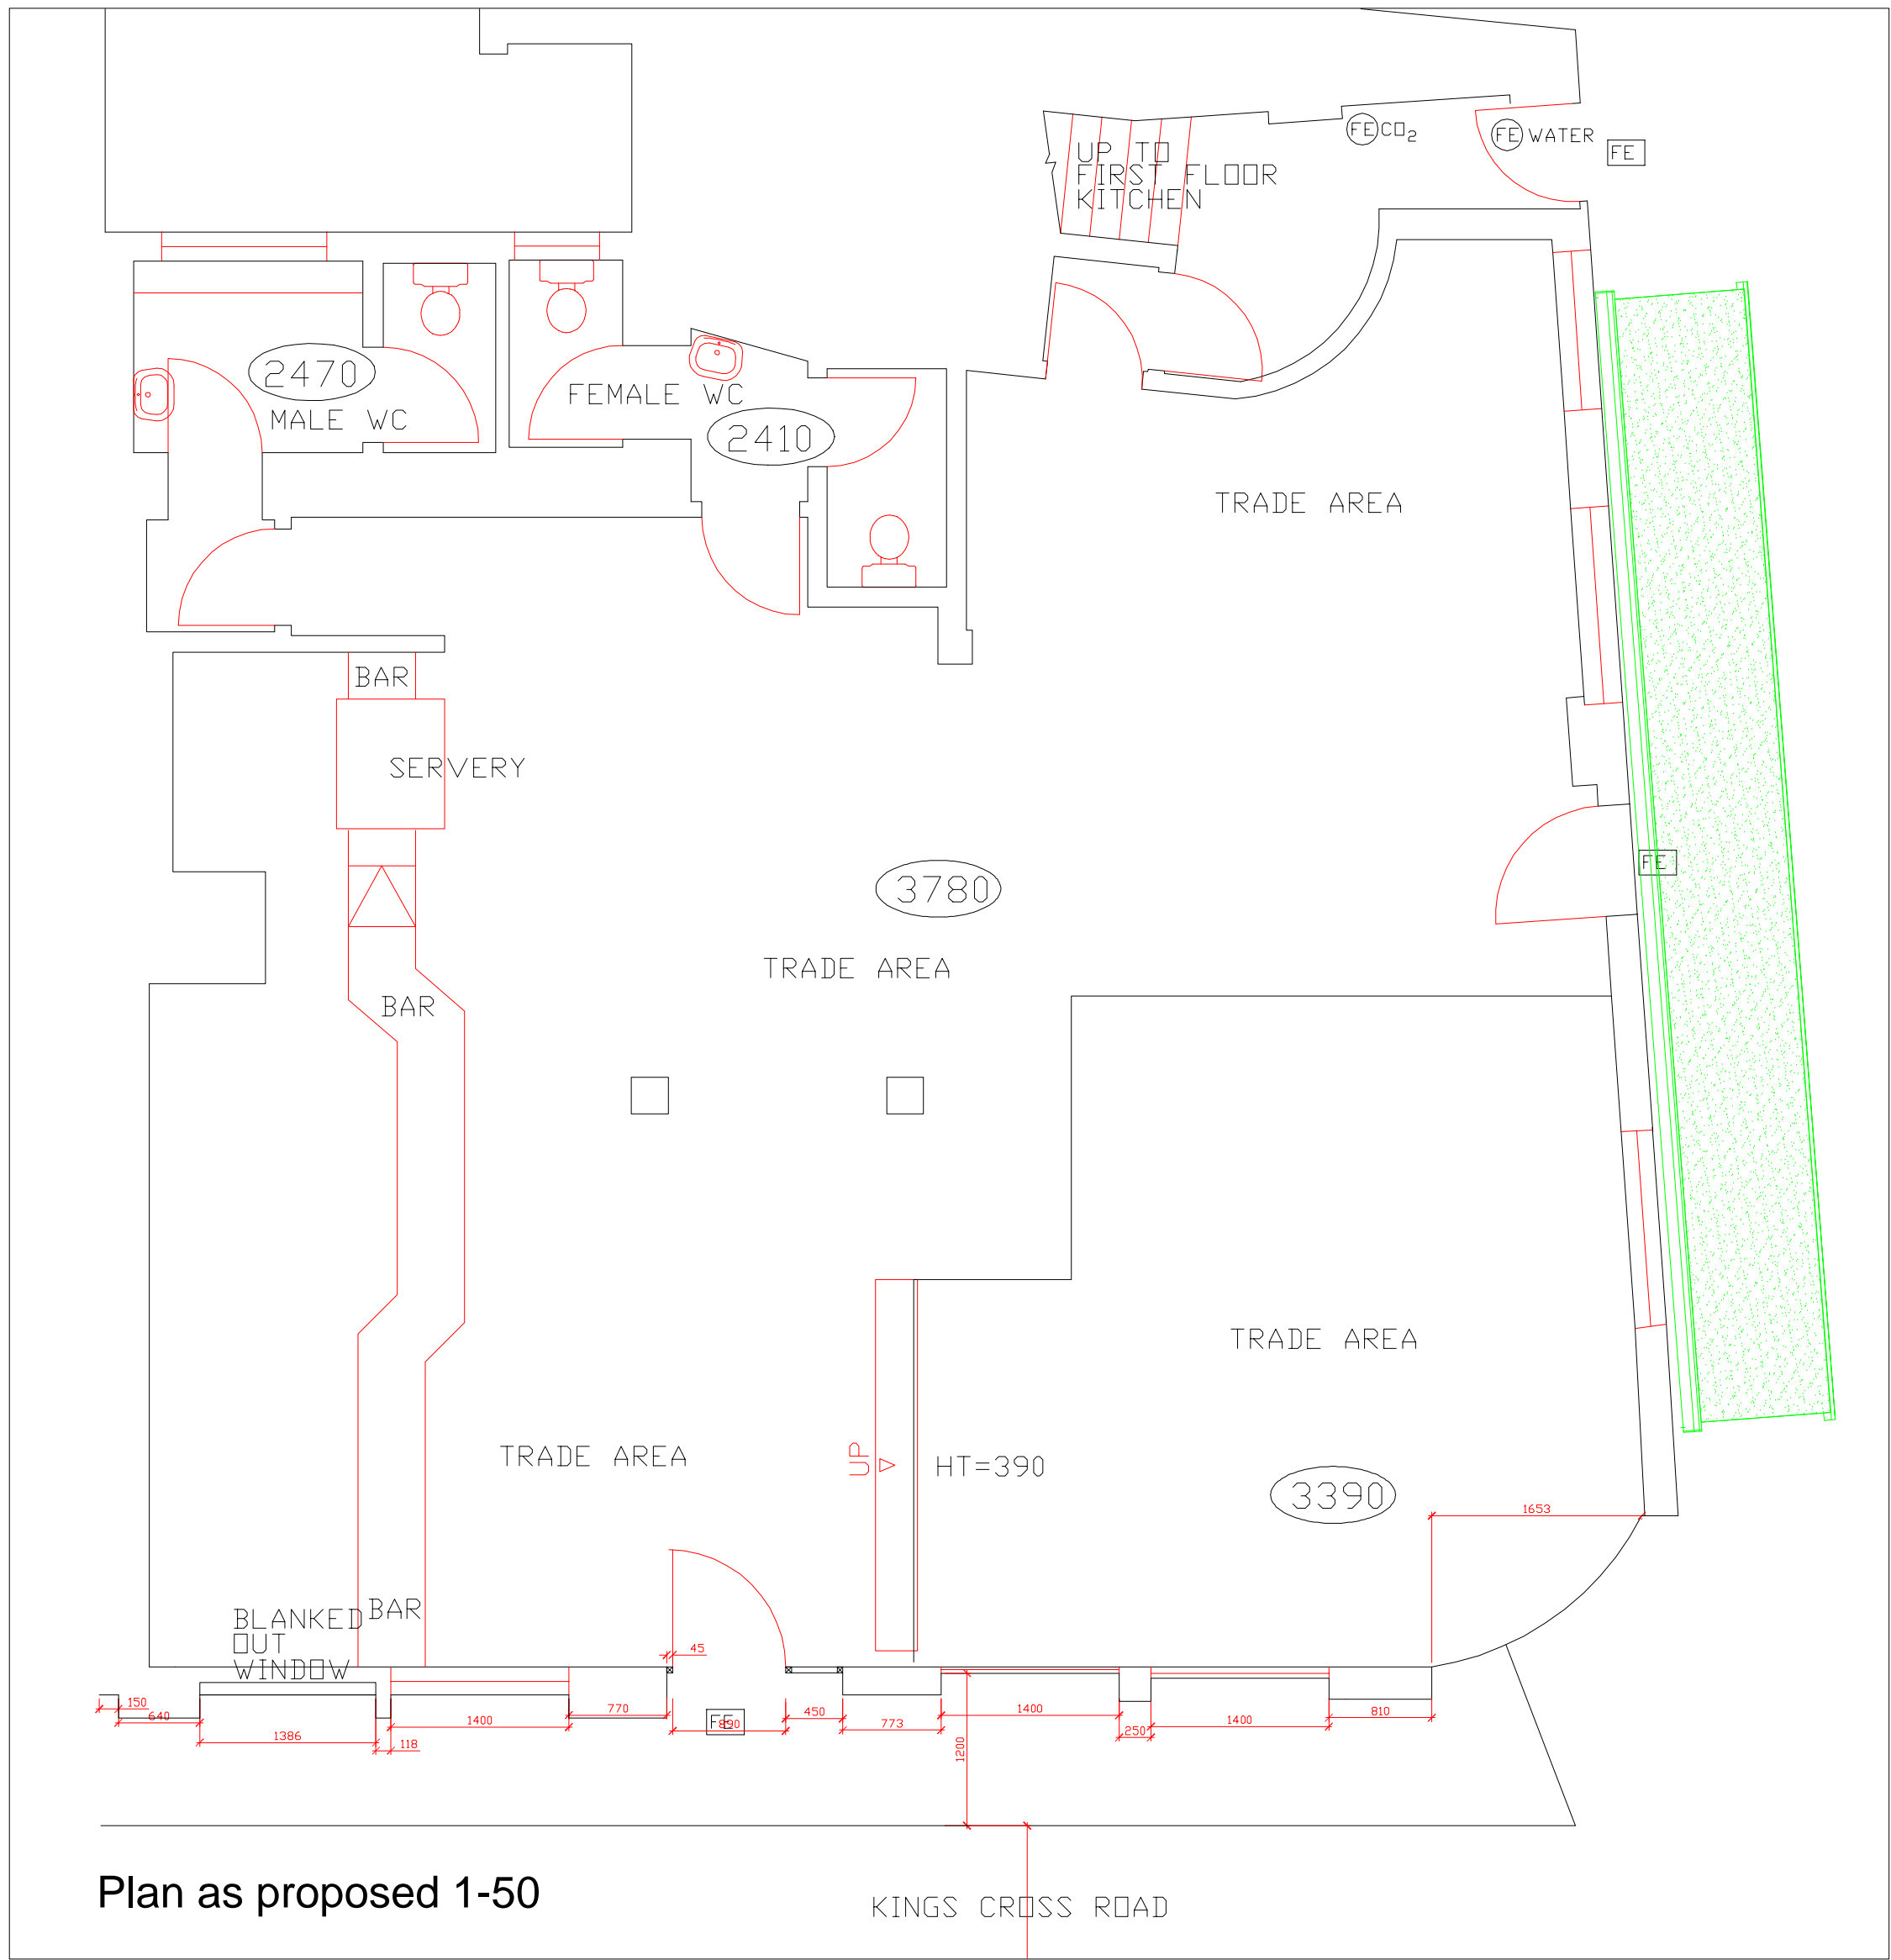 UP TO
FIRST FLOOR
KITCHEN
FE CO2
FE WATER
FE
2470
MALE WC
FEMALE WC
2410
TRADE AREA
BAR
SERVERY
3780
FE
TRADE AREA
BAR
TRADE AREA
TRADE AREA
UP
HT=390
3390
1653
BAR
BLANKED
OUT
WINDOW
45
150
640
1386
118
1400
770
FE
890
450
773
1400
1200
250
1400
810
Plan as proposed 1-50
KINGS CROSS ROAD